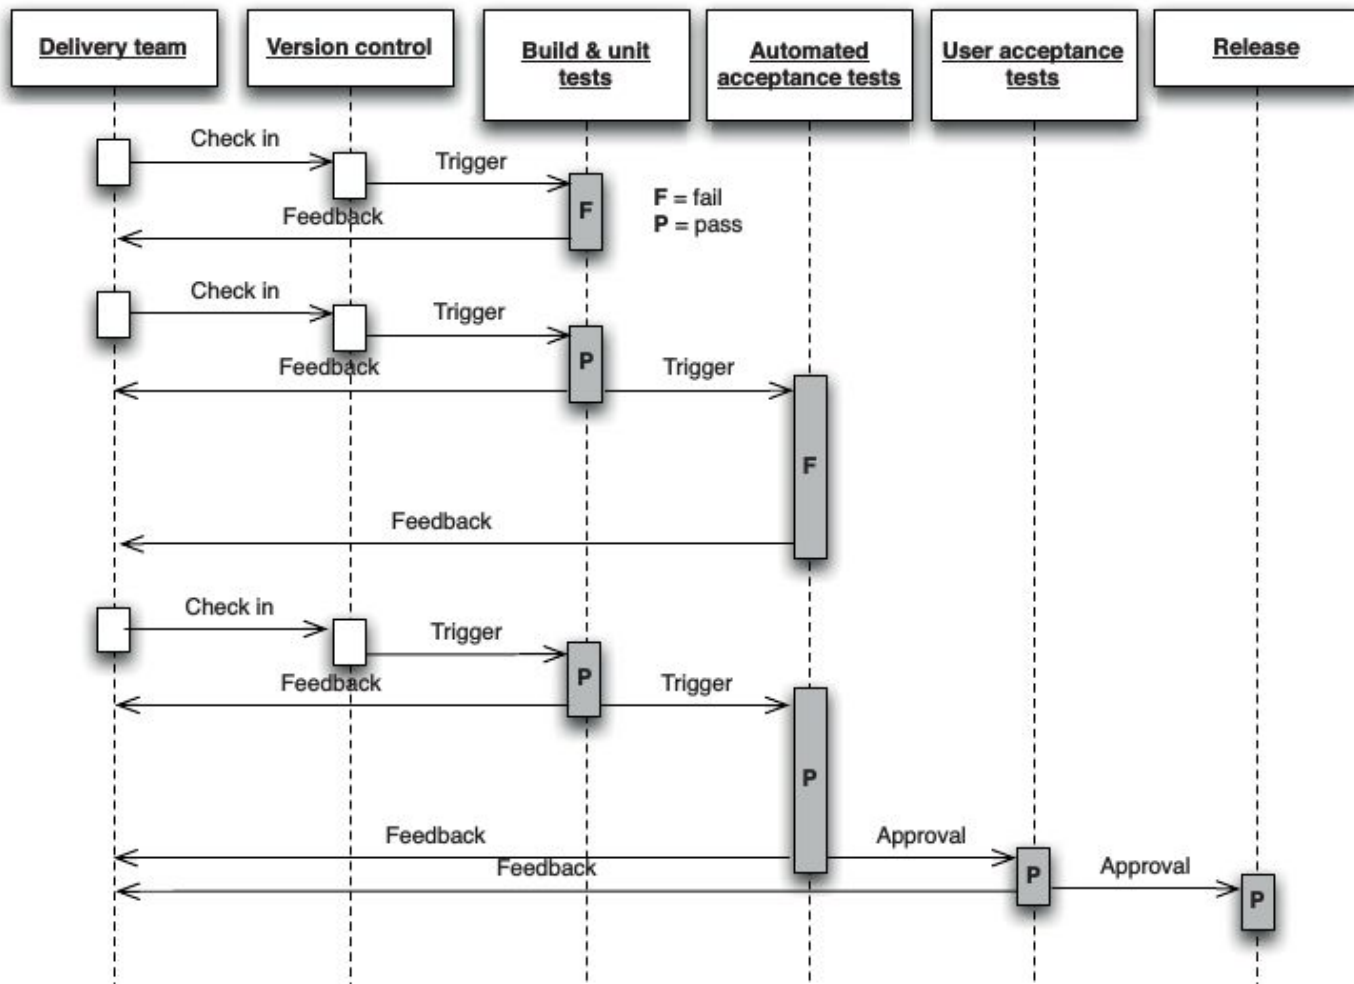 Delivery team
Version control
Build & unit
tests
Automated
acceptance tests
User acceptance
tests
Release
Check in
Trigger
F = fail
P = pass
F
Feedback
Check in
Trigger
P
Feedback
Trigger
F
Feedback
Check in
Trigger
P
Feedback
Trigger
P
Feedback
Approval
Feedback
P
Approval
P